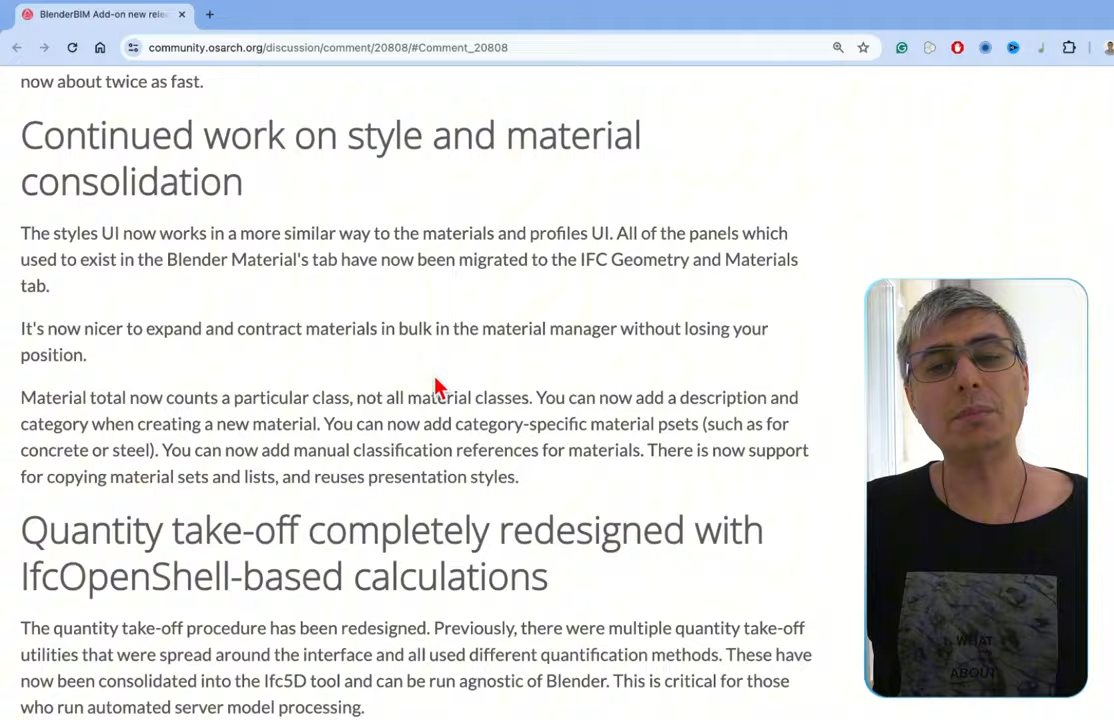 BlenderBIM Add-on new rele
community.osarch.org/discussion/comment/20808/#Comment_20808
now about twice as fast.
Continued work on style and material
consolidation
The styles UI now works in a more similar way to the materials and profiles UI. All of the panels which
used to exist in the Blender Material's tab have now been migrated to the IFC Geometry and Materials
tab.
It's now nicer to expand and contract materials in bulk in the material manager without losing your
position.
Material total now counts a particular class, not all material classes. You can now add a description and
category when creating a new material. You can now add category-specific material psets (such as for
concrete or steel). You can now add manual classification references for materials. There is now support
for copying material sets and lists, and reuses presentation styles.
Quantity take-off completely redesigned with
IfcOpenShell-based calculations
The quantity take-off procedure has been redesigned. Previously, there were multiple quantity take-off
utilities that were spread around the interface and all used different quantification methods. These have
now been consolidated into the Ifc5D tool and can be run agnostic of Blender. This is critical for those
who run automated server model processing.
WHAT
ABOUT